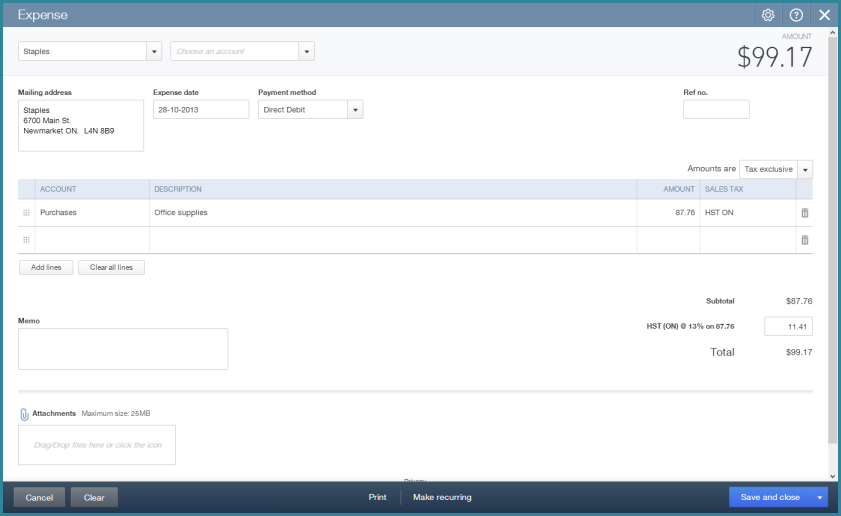 Expense
AMOUNT
$99.17
Staples
Choose an account
Mailing address
Expense date
Payment method
Ref no.
Staples
6700 Main St.
Newmarket ON. L4N 8B9
28-10-2013
Direct Debit
Amounts are Tax exclusive
ACCOUNT DESCRIPTION AMOUNT SALES TAX
Purchases Office supplies 87.76 HST ON
Add lines Clear all lines
Subtotal $87.76
Memo
HST (ON) @ 13% on 87.76 11.41
Total $99.17
Attachments Maximum size: 25MB
Drag/Drop files here or click the icon
Privacy
Cancel Clear Print Make recurring Save and close